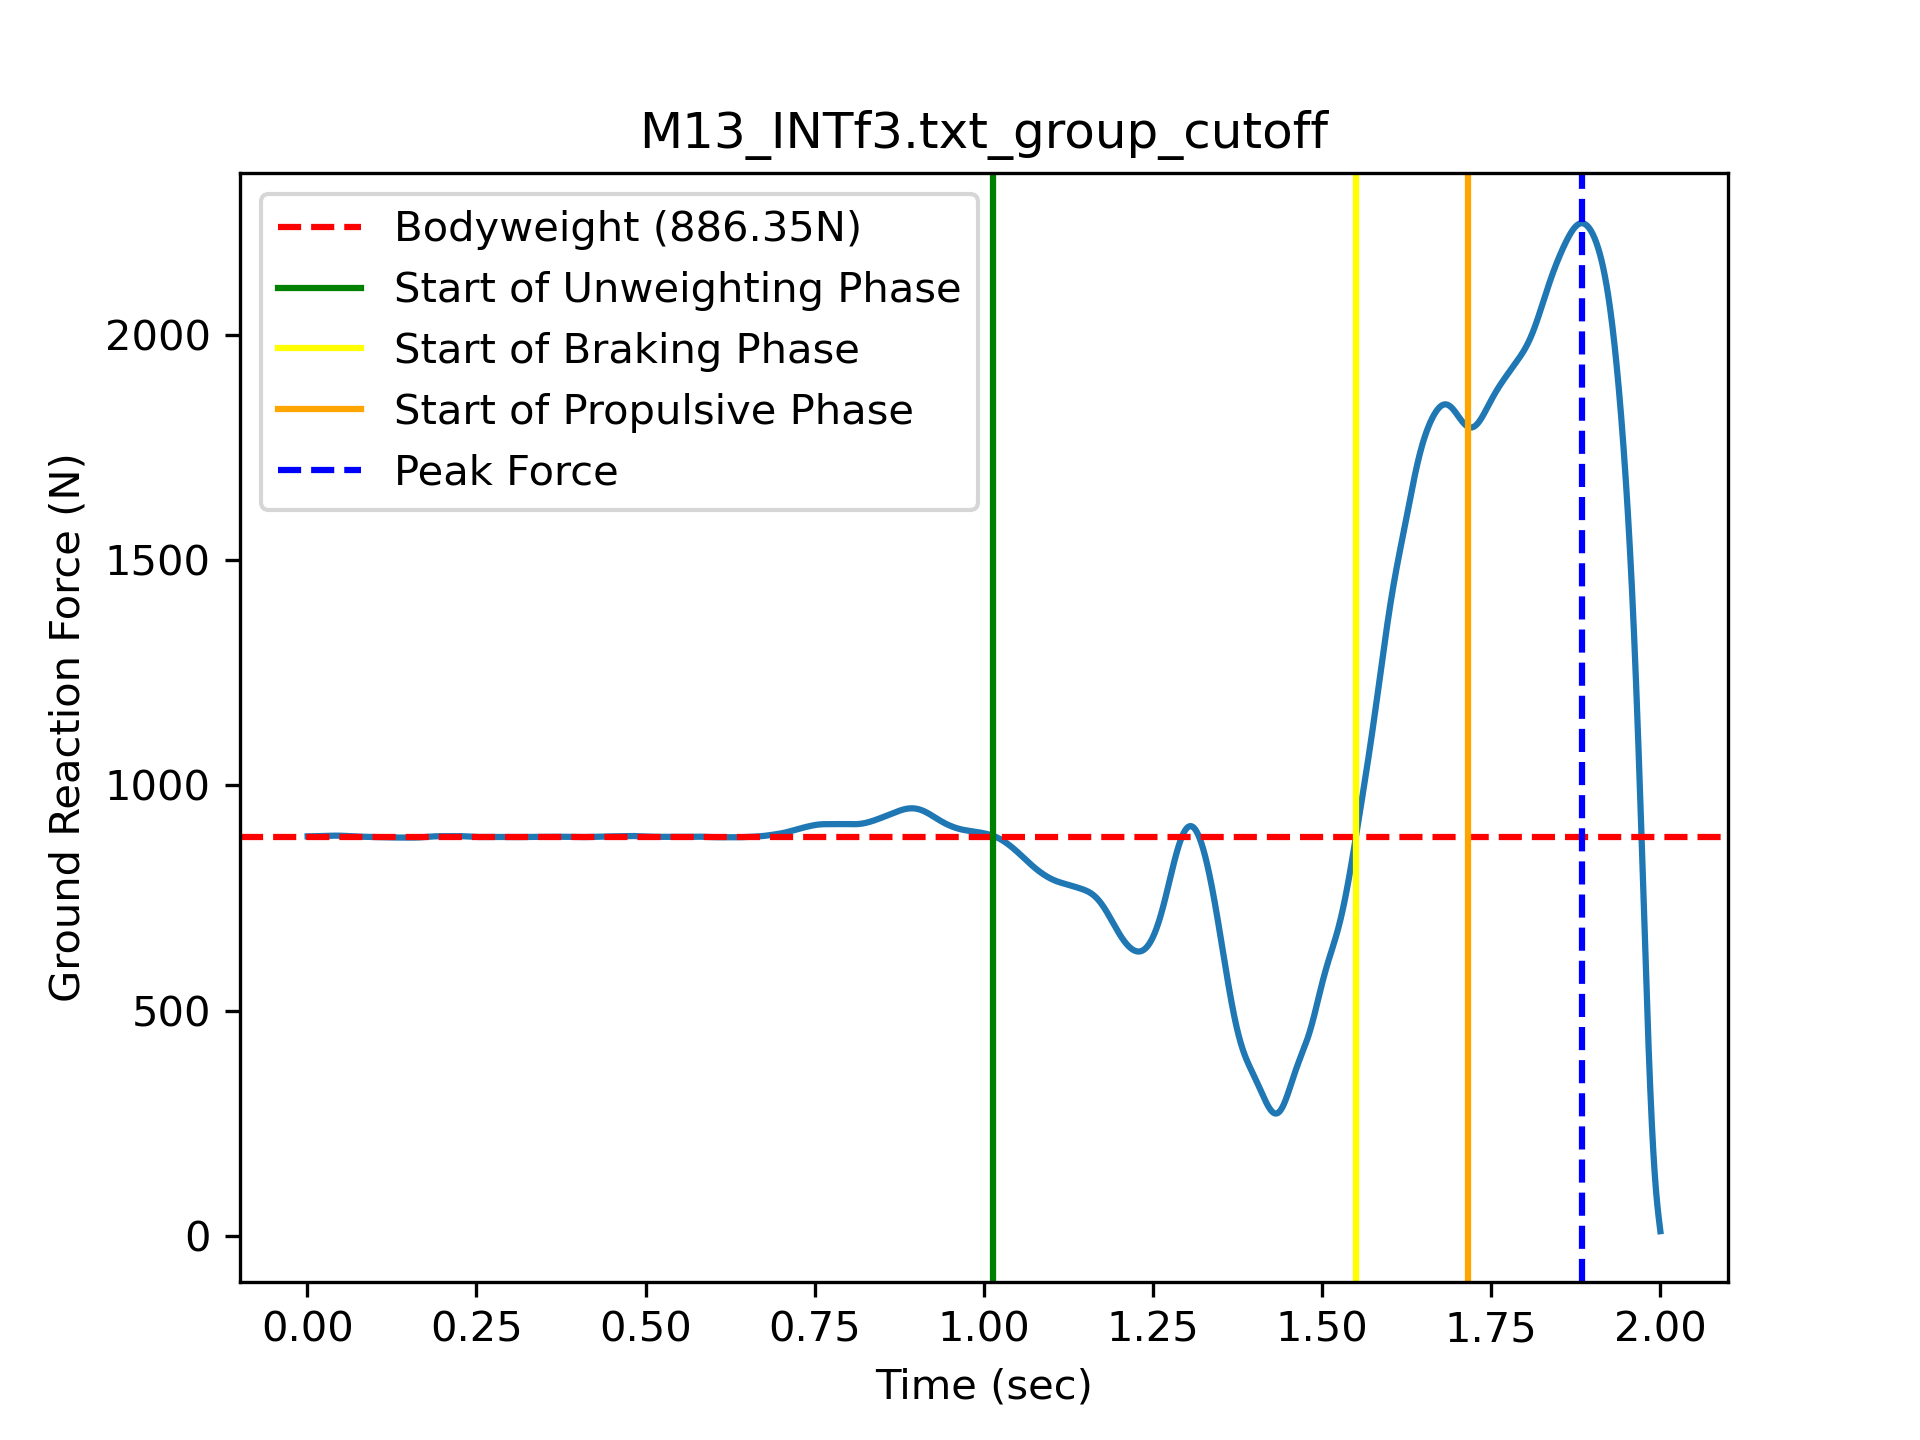 M13_INTf3.txt_group_cutoff
Bodyweight (886.35N)
Start of Unweighting Phase
Start of Braking Phase
Start of Propulsive Phase
Peak Force
Ground Reaction Force (N)
2000
1500
1000
500
0
0.00 0.25 0.50 0.75 1.00 1.25 1.50 1.75 2.00
Time (sec)